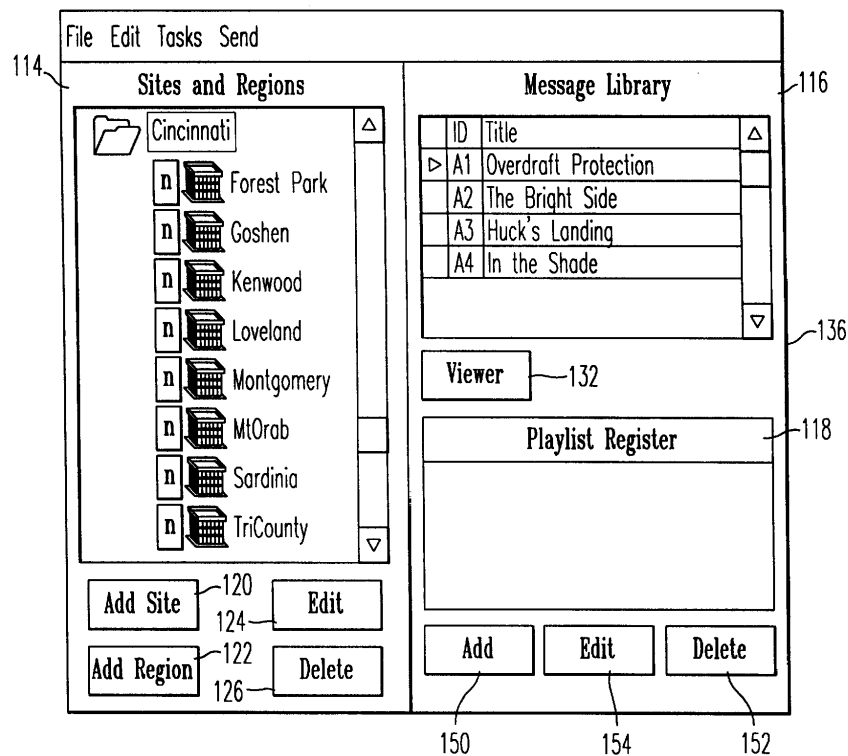 File Edit Tasks Send
114
Sites and Regions
Cincinnati
n Forest Park
n Goshen
n Kenwood
n Loveland
n Montgomery
n MtOrab
n Sardinia
n TriCounty
Add Site
120
124
Edit
Add Region
122
126
Delete
Message Library
116
ID Title
A1 Overdraft Protection
A2 The Bright Side
A3 Huck's Landing
A4 In the Shade
136
Viewer
132
Playlist Register
118
Add
Edit
Delete
150
154
152